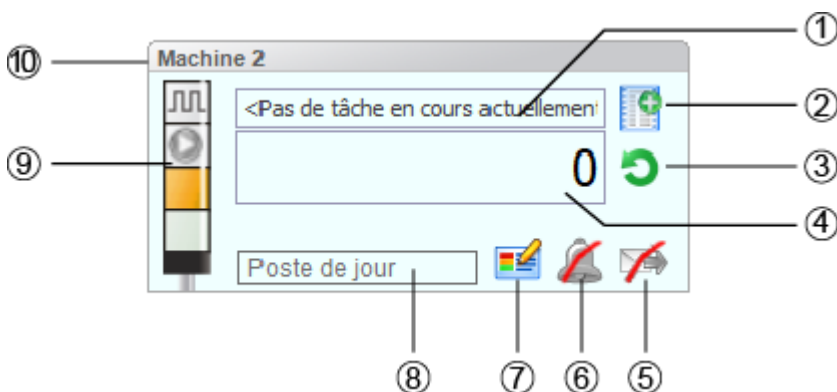 ①
⑩ Machine 2
<Pas de tâche en cours actuellement
②
0
③
⑨
④
Poste de jour
⑧ ⑦ ⑥ ⑤